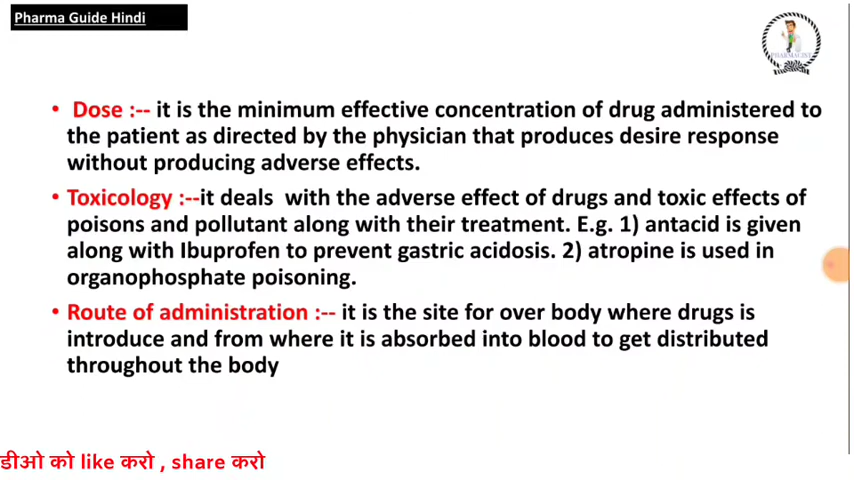 Pharma Guide Hindi
PHARMALIST
• Dose :-- it is the minimum effective concentration of drug administered to
the patient as directed by the physician that produces desire response
without producing adverse effects.
• Toxicology :--it deals with the adverse effect of drugs and toxic effects of
poisons and pollutant along with their treatment. E.g. 1) antacid is given
along with Ibuprofen to prevent gastric acidosis. 2) atropine is used in
organophosphate poisoning.
• Route of administration :-- it is the site for over body where drugs is
introduce and from where it is absorbed into blood to get distributed
throughout the body
डीओ को like करो , share करो